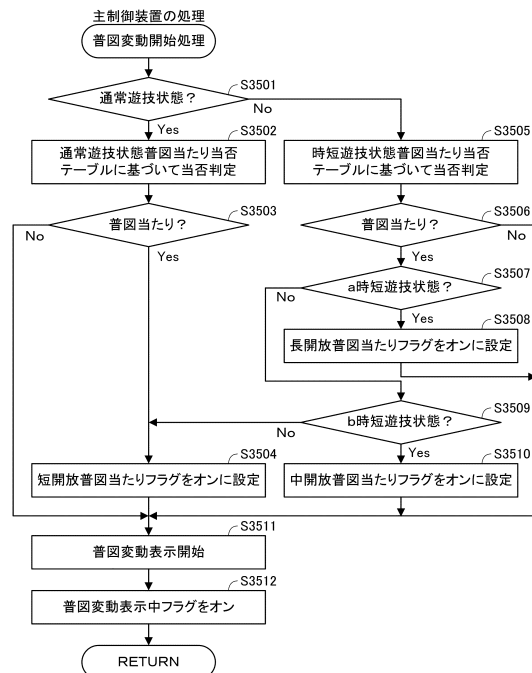 主制御装置の処理
普図変動開始処理
S3501
通常遊技状態？
No
Yes
S3502
通常遊技状態普図当たり当否
テーブルに基づいて当否判定
S3505
時短遊技状態普図当たり当否
テーブルに基づいて当否判定
S3503
普図当たり？
No
Yes
S3506
普図当たり？
No
Yes
S3507
a時短遊技状態？
No
Yes
S3508
長開放普図当たりフラグをオンに設定
S3509
b時短遊技状態？
No
Yes
S3504
短開放普図当たりフラグをオンに設定
S3510
中開放普図当たりフラグをオンに設定
S3511
普図変動表示開始
S3512
普図変動表示中フラグをオン
RETURN